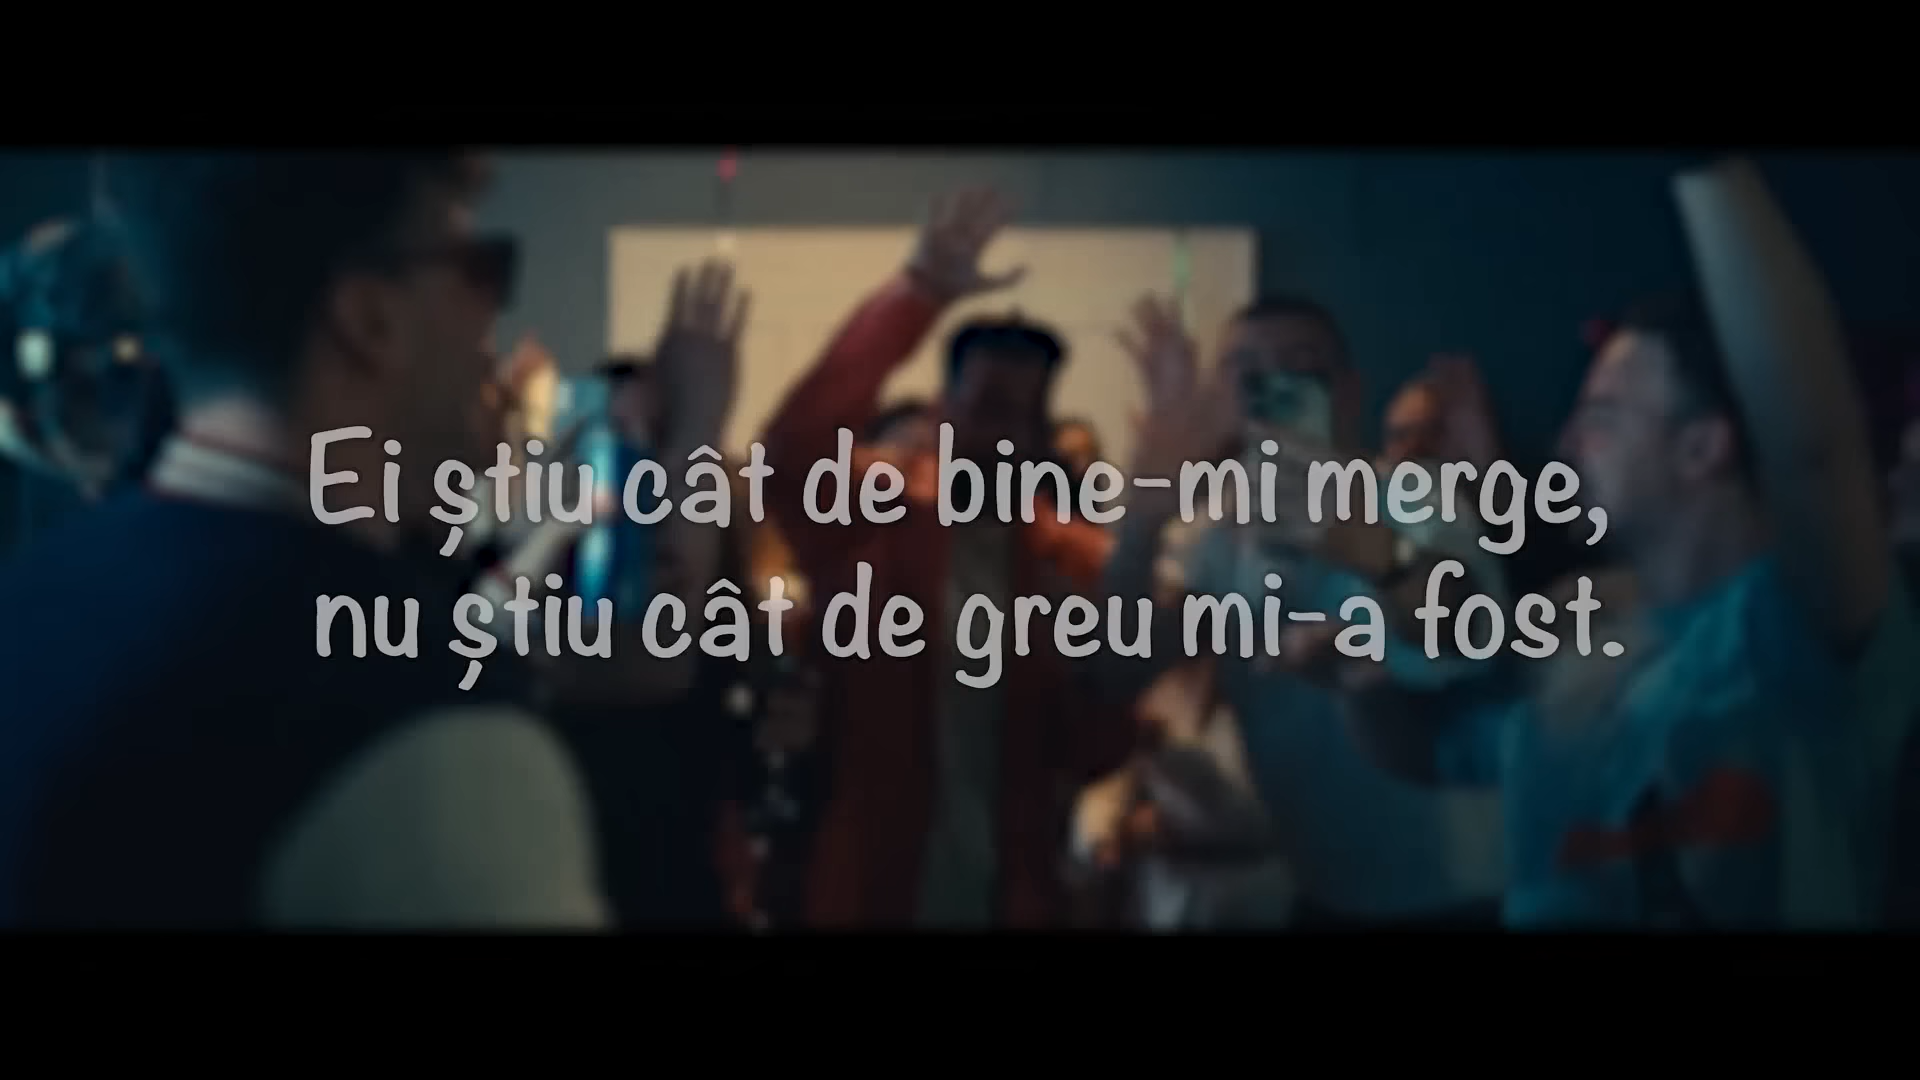 Ei știu cât de bine-mi merge,
nu știu cât de greu mi-a fost.